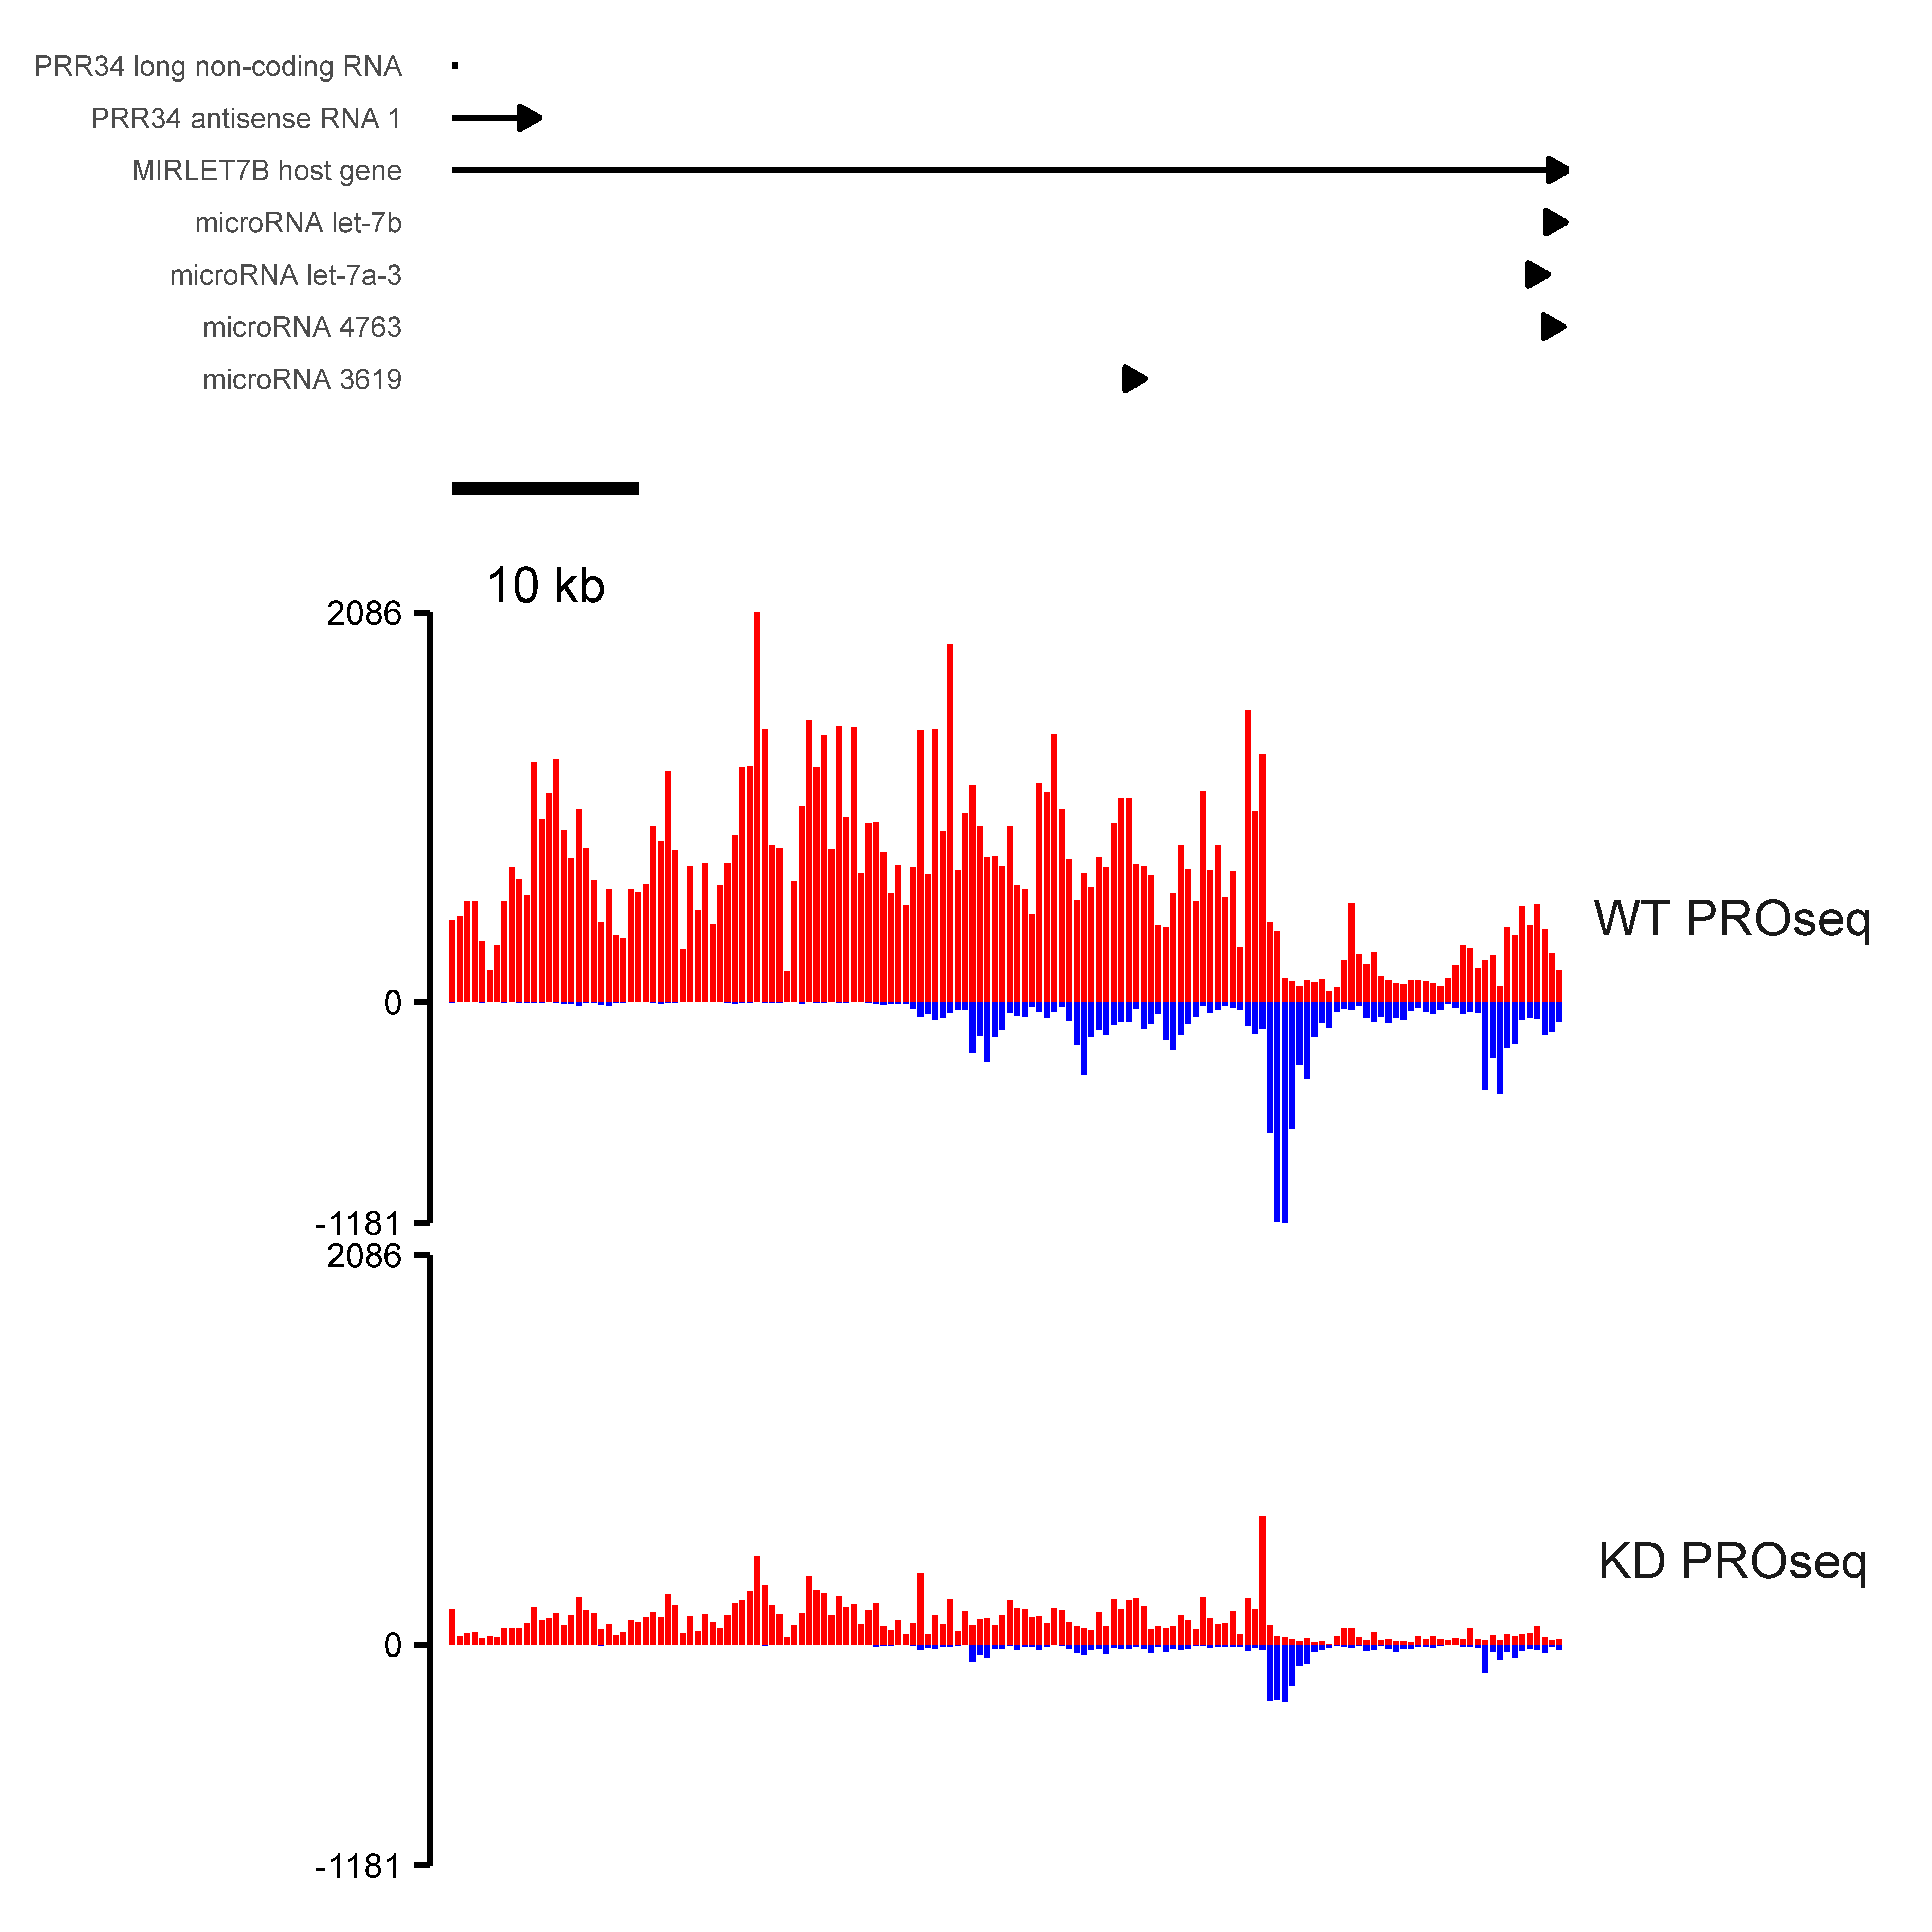 PRR34 long non-coding RNA
PRR34 antisense RNA 1
MIRLET7B host gene
microRNA let-7b
microRNA let-7a-3
microRNA 4763
microRNA 3619
10 kb
2086
0
-1181
WT PROseq
2086
0
-1181
KD PROseq